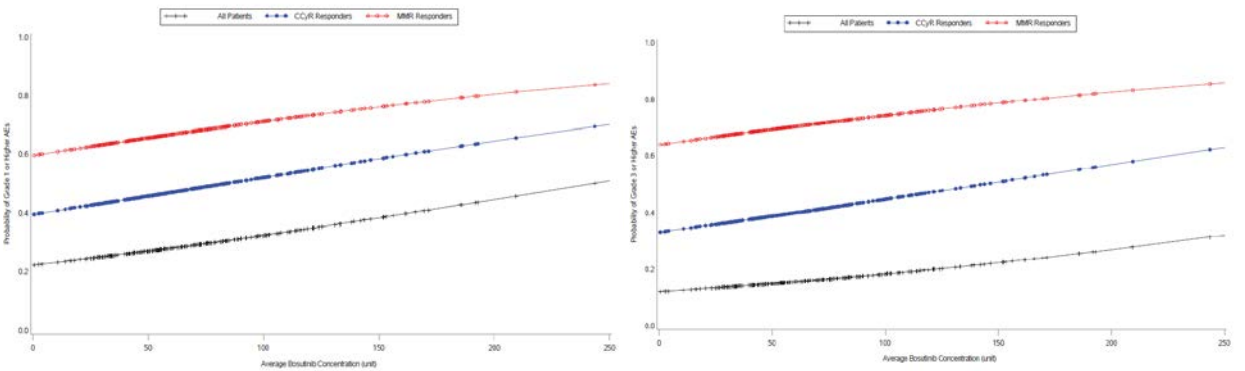 All Patients CCyR Responders MMR Responders
1.0
0.8
0.6
0.4
0.2
0.0
Probability of Grade 1 or Higher AEs
0 50 100 150 200 250
Average Bosutinib Concentration (unit)
All Patients CCyR Responders MMR Responders
1.0
0.8
0.6
0.4
0.2
0.0
Probability of Grade 3 or Higher AEs
0 50 100 150 200 250
Average Bosutinib Concentration (unit)